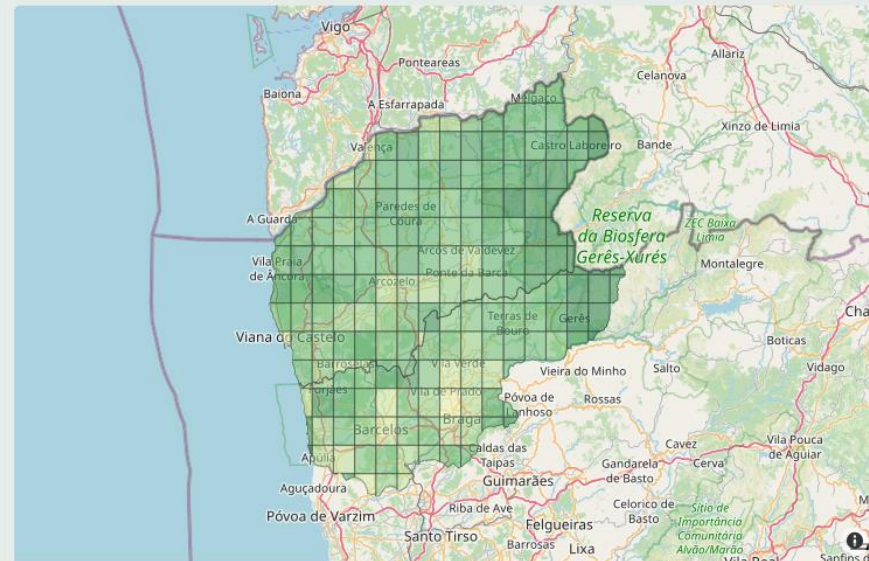 Vigo
Allariz
Ponteareas
Celanova
Baiona
A Esfarrapada
Melgaço
Xinzo de Limia
Valença
Castro Laboreiro
Bande
Paredes de
Coura
A Guarda
Reserva
da Biosfera
Gerês-Xurés
ZEC Baixa
Limia
Vila Praia
de Âncora
Arcos de Valdevez
Ponte da Barca
Montalegre
Arcozelo
Terras de
Bouro
Gerês
Cha
Viana do Castelo
Boticas
Barroselas
Vila Verde
Vieira do Minho
Salto
Vidago
Forjães
Vila de Prado
Póvoa de
Lanhoso
Rossas
Barcelos
Braga
Apúlia
Caldas das
Taipas
Cavez
Vila Pouca
de Aguiar
Aguçadoura
Guimarães
Gandarela
de Basto
Cerva
Póvoa de Varzim
Riba de Ave
Celorico de
Basto
Sítio de
Importância
Comunitária
Alvão/Marão
M
Santo Tirso
Felgueiras
Barrosas
Lixa
Vila Real
Sanfins d